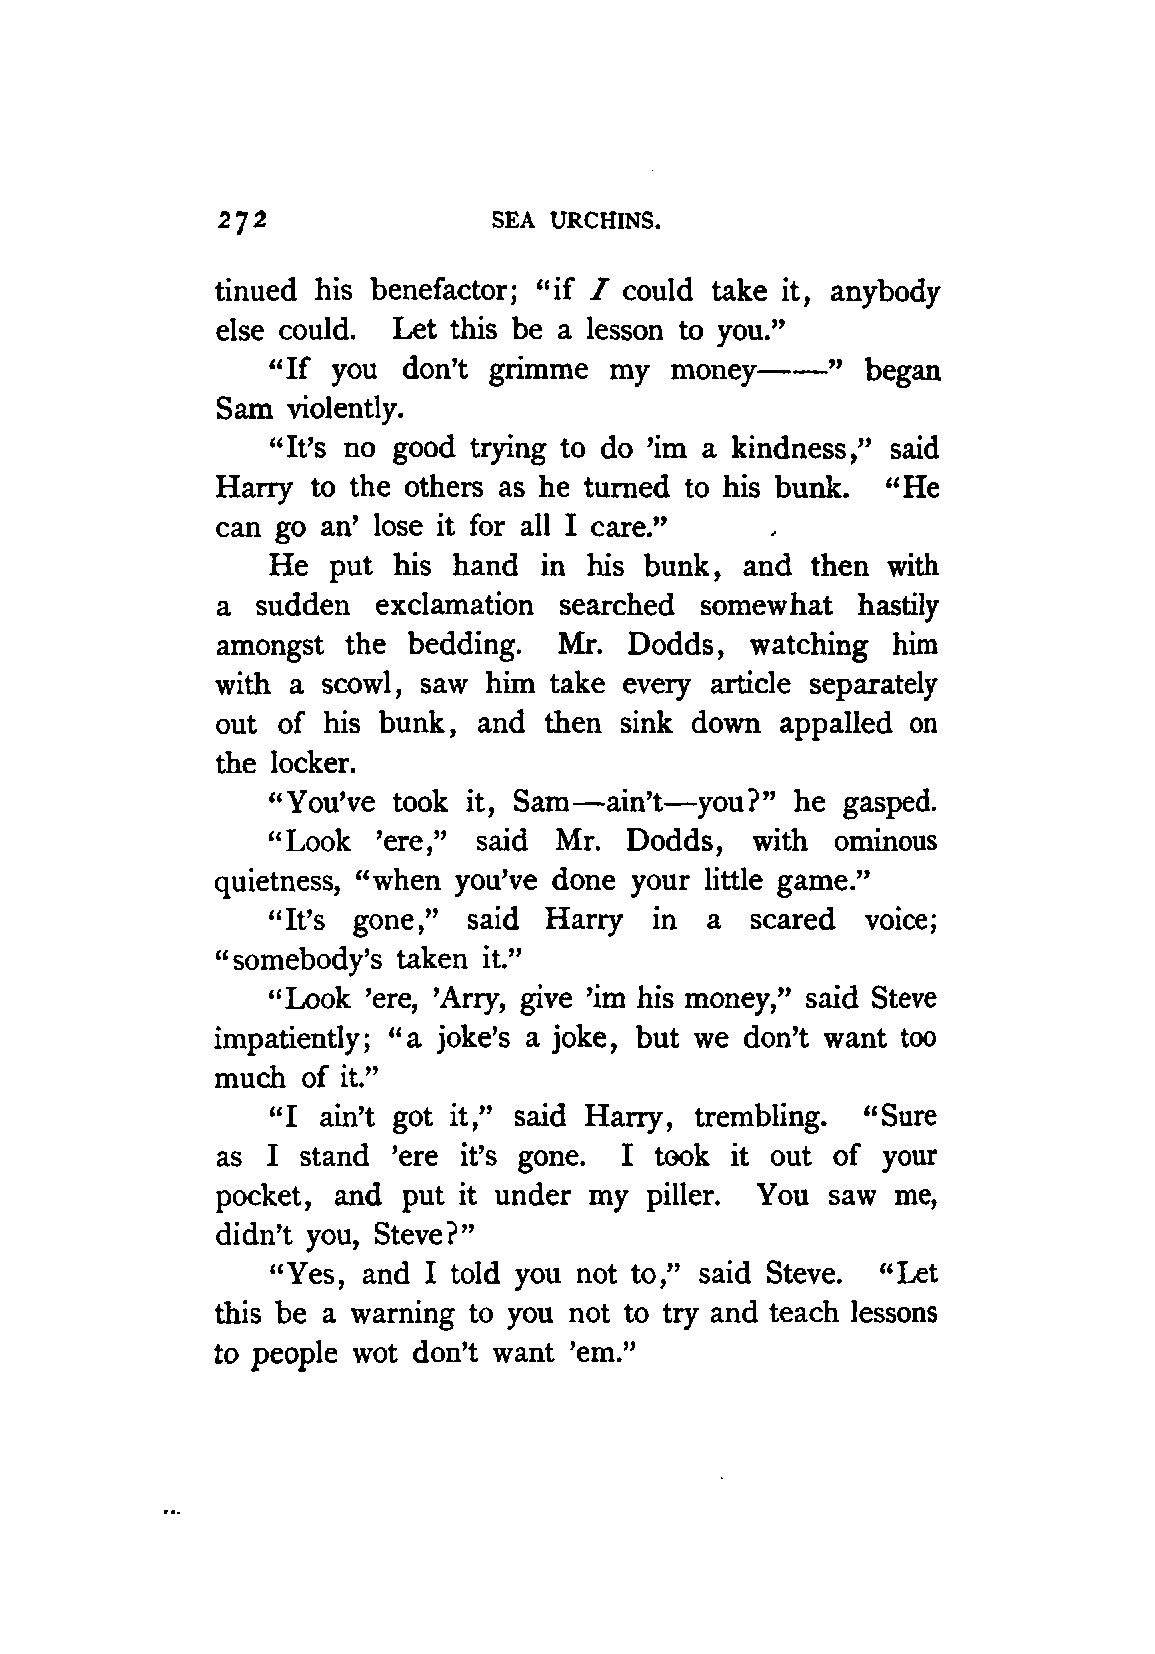 272 SEA URCHINS.
tinued his benefactor; “if I could take it, anybody
else could. Let this be a lesson to you.”
“If you don’t grimme my money——” began
Sam violently.
“It’s no good trying to do ’im a kindness,” said
Harry to the others as he turned to his bunk. “He
can go an’ lose it for all I care.”
He put his hand in his bunk, and then with
a sudden exclamation searched somewhat hastily
amongst the bedding. Mr. Dodds, watching him
with a scowl, saw him take every article separately
out of his bunk, and then sink down appalled on
the locker.
“You’ve took it, Sam—ain’t—you?” he gasped.
“Look ’ere,” said Mr. Dodds, with ominous
quietness, “when you’ve done your little game.”
“It’s gone,” said Harry in a scared voice;
“somebody’s taken it.”
“Look ’ere, ’Arry, give ’im his money,” said Steve
impatiently; “a joke’s a joke, but we don’t want too
much of it.”
“I ain’t got it,” said Harry, trembling. “Sure
as I stand ’ere it’s gone. I took it out of your
pocket, and put it under my piller. You saw me,
didn’t you, Steve?”
“Yes, and I told you not to,” said Steve. “Let
this be a warning to you not to try and teach lessons
to people wot don’t want ’em.”